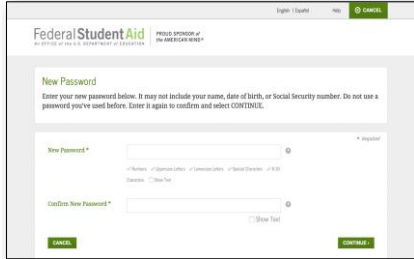 English | Español Help CANCEL
Federal Student Aid PROUD SPONSOR of
AN OFFICE of the U.S. DEPARTMENT of EDUCATION the AMERICAN MIND®
New Password
Enter your new password below. It may not include your name, date of birth, or Social Security number. Do not use a
password you've used before. Enter it again to confirm and select CONTINUE.
* Required
New Password *
Numbers Uppercase Letters Lowercase Letters Special Characters 8-30
Characters Show Text
Confirm New Password *
Show Text
CANCEL CONTINUE